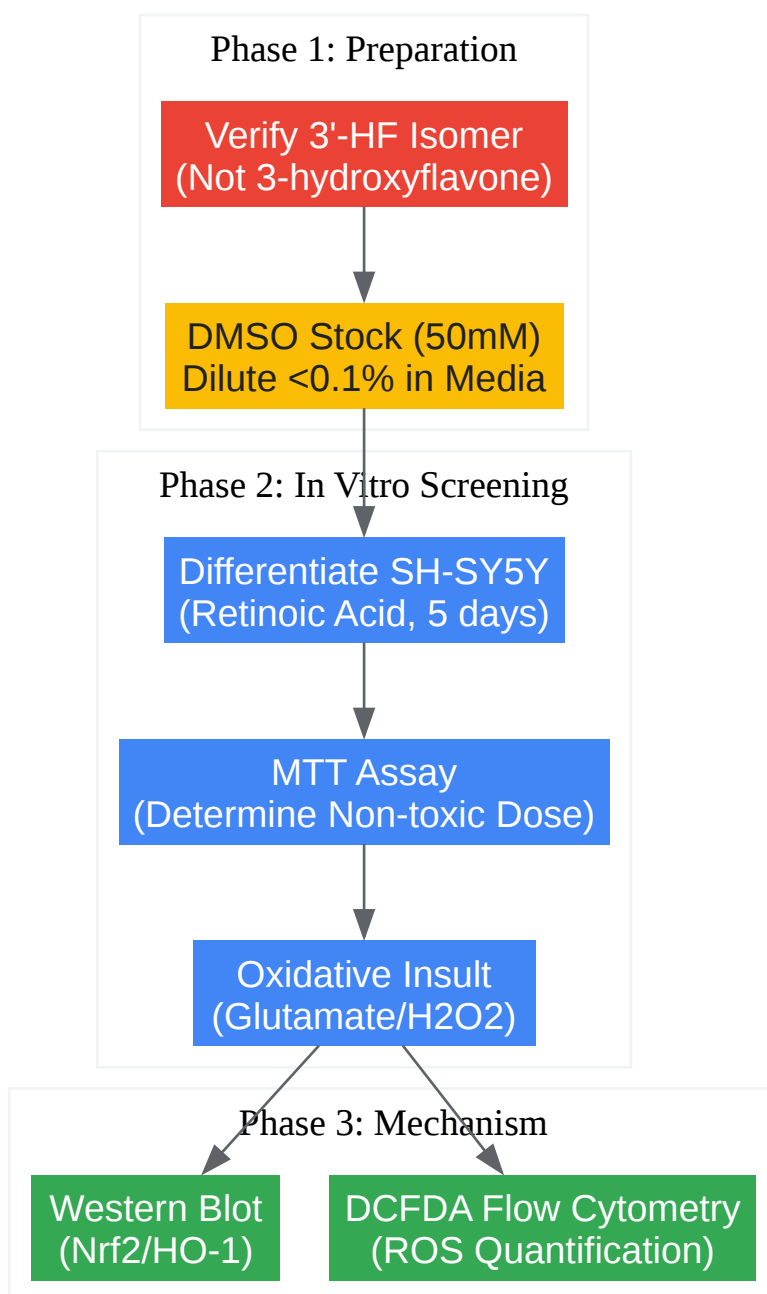 Phase 1: Preparation
Verify 3'-HF Isomer
(Not 3-hydroxyflavone)
DMSO Stock (50mM)
Dilute <0.1% in Media
Phase 2: In Vitro Screening
Differentiate SH-SY5Y
(Retinoic Acid, 5 days)
MTT Assay
(Determine Non-toxic Dose)
Oxidative Insult
(Glutamate/H2O2)
Phase 3: Mechanism
Western Blot
(Nrf2/HO-1)
DCFDA Flow Cytometry
(ROS Quantification)